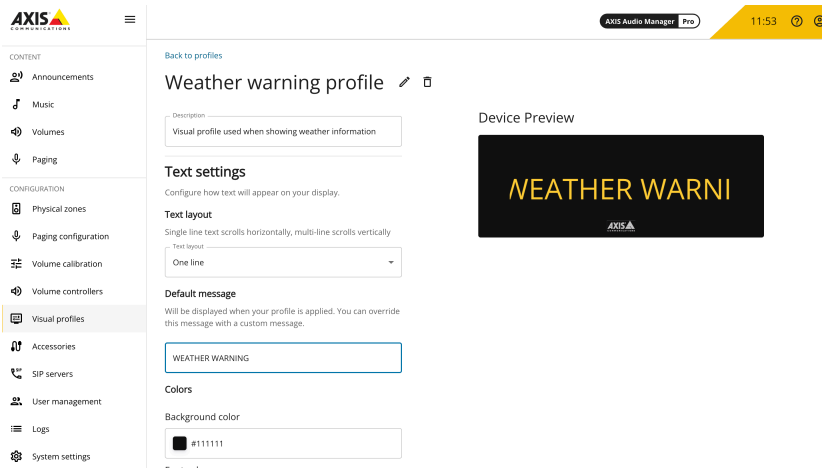 AXIS
COMMUNICATIONS
AXIS Audio Manager Pro
11:53
CONTENT
Announcements
Music
Volumes
Paging
CONFIGURATION
Physical zones
Paging configuration
Volume calibration
Volume controllers
Visual profiles
Accessories
SIP servers
User management
Logs
System settings
Back to profiles
Weather warning profile
Description
Visual profile used when showing weather information
Text settings
Configure how text will appear on your display.
Text layout
Single line text scrolls horizontally, multi-line scrolls vertically
Text layout
One line
Default message
Will be displayed when your profile is applied. You can override
this message with a custom message.
WEATHER WARNING
Colors
Background color
#111111
Device Preview
WEATHER WARNI
AXIS
COMMUNICATIONS